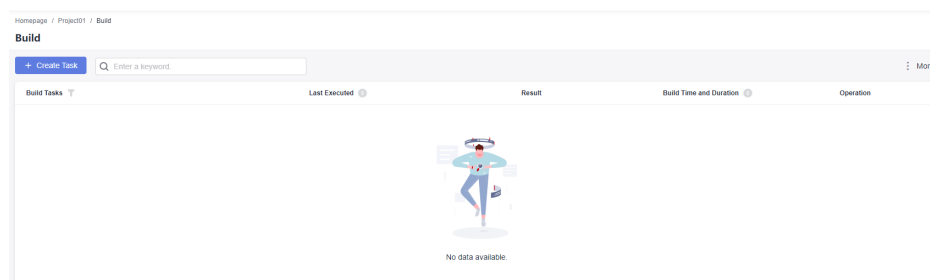 Homepage / Project01 / Build
Build
+ Create Task
Enter a keyword.
Mor
Build Tasks
Last Executed
Result
Build Time and Duration
Operation
No data available.